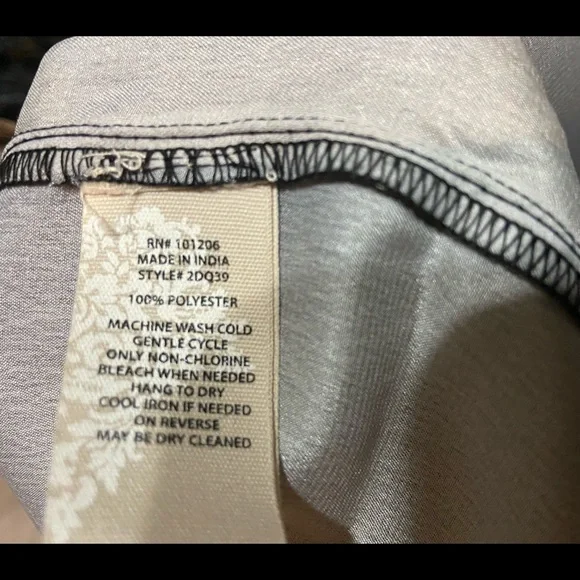 RN# 101206
MADE IN INDIA
STYLE# 2DQ39
100% POLYESTER
MACHINE WASH COLD
GENTLE CYCLE
ONLY NON-CHLORINE
BLEACH WHEN NEEDED
HANG TO DRY
COOL IRON IF NEEDED
ON REVERSE
MAY BE DRY CLEANED